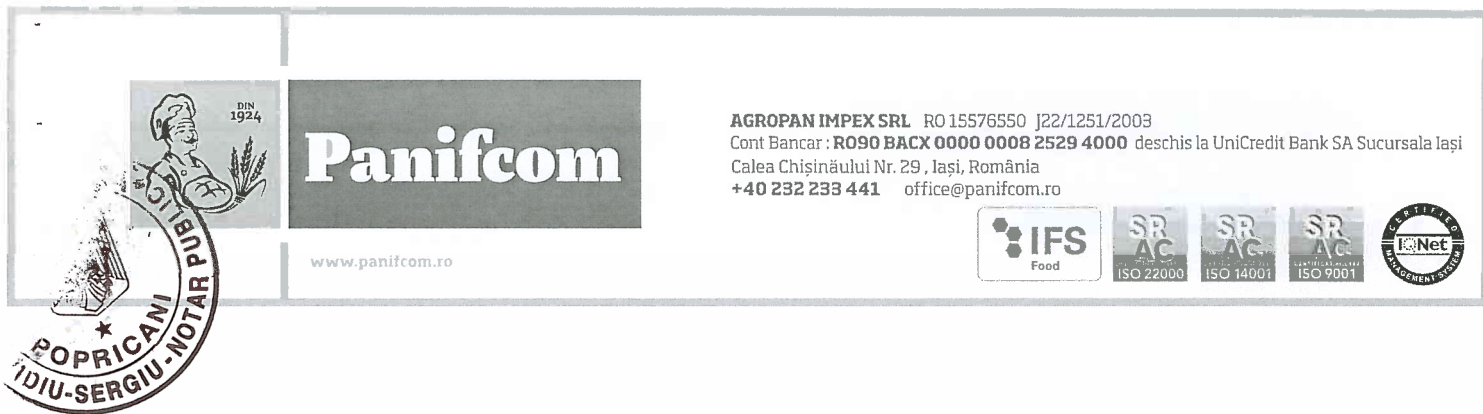 DIN
1924
Panifcom
www.panifcom.ro
AGROPAN IMPEX SRL RO 15576550 J22/1251/2003
Cont Bancar : RO90 BACX 0000 0008 2529 4000 deschis la UniCredit Bank SA Sucursala Iași
Calea Chișinăului Nr. 29 , Iași, România
+40 232 233 441 office@panifcom.ro
IFS
Food
SR
AC
ISO 22000
SR
AC
ISO 14001
SR
AC
ISO 9001
CERTIFIED
IQNet
MANAGEMENT SYSTEM
POPRICANI
IDIU-SERGIU-NOTAR PUBLIC